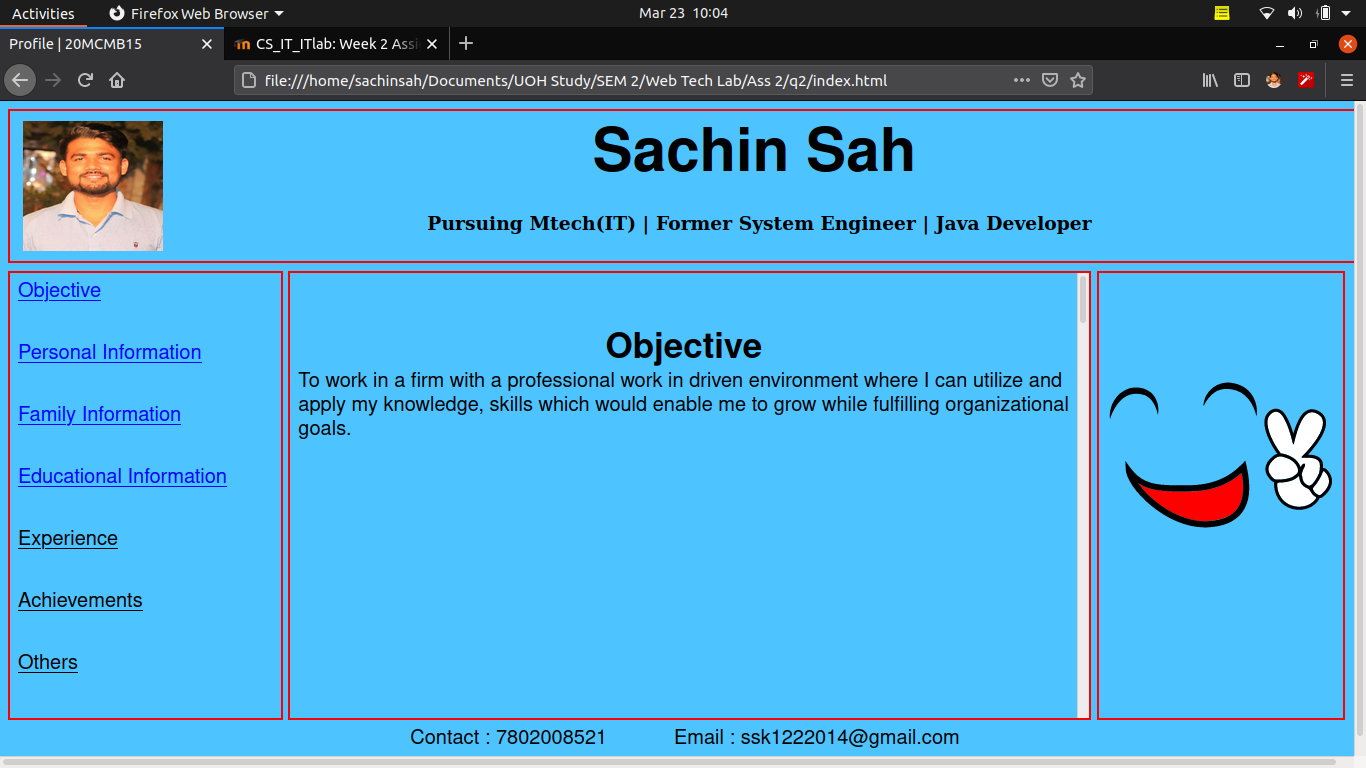 Activities Firefox Web Browser Mar 23 10:04
Profile | 20MCMB15 CS_IT_ITlab: Week 2 Assi
file:///home/sachinsah/Documents/UOH Study/SEM 2/Web Tech Lab/Ass 2/q2/index.html
Sachin Sah
Pursuing Mtech(IT) | Former System Engineer | Java Developer
Objective
Personal Information
Family Information
Educational Information
Experience
Achievements
Others
Objective
To work in a firm with a professional work in driven environment where I can utilize and
apply my knowledge, skills which would enable me to grow while fulfilling organizational
goals.
Contact : 7802008521 Email : ssk1222014@gmail.com